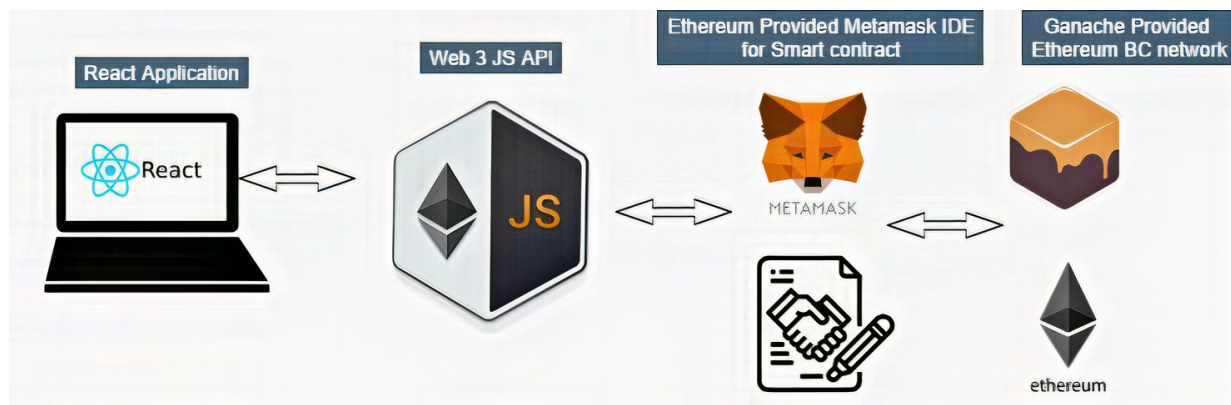 React Application
Web 3 JS API
Ethereum Provided Metamask IDE
for Smart contract
Ganache Provided
Ethereum BC network
React
JS
METAMASK
ethereum